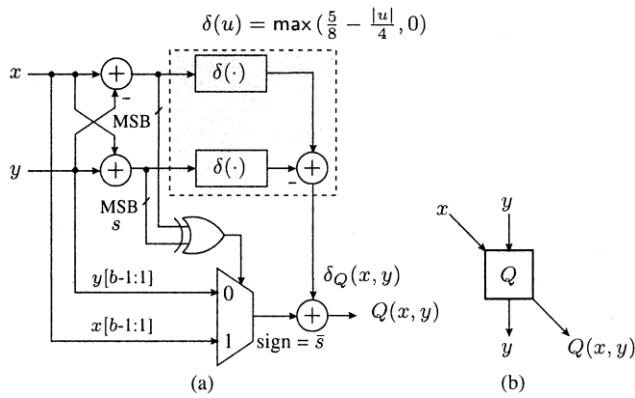 δ(u) = max (5/8 − |u|/4, 0)
x
+
δ(·)
−
MSB
y
+
δ(·)
−
+
MSB
s
y[b-1:1]
0
δ_Q(x, y)
x[b-1:1]
1
+
Q(x, y)
sign = s̄
(a)
x
y
Q
y
Q(x, y)
(b)